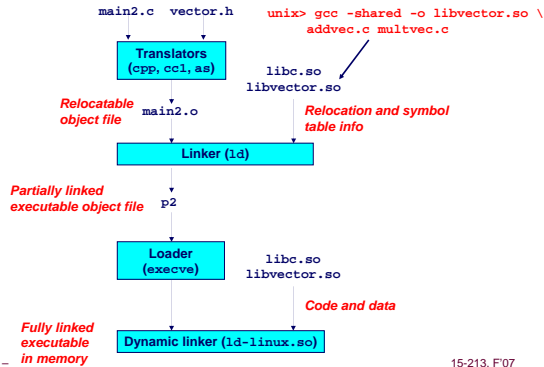 main2.c vector.h
unix> gcc -shared -o libvector.so \
addvec.c multvec.c
Translators
(cpp, cc1, as)
libc.so
libvector.so
Relocatable
object file
main2.o
Relocation and symbol
table info
Linker (ld)
Partially linked
executable object file
p2
Loader
(execve)
libc.so
libvector.so
Code and data
Fully linked
executable
in memory
Dynamic linker (ld-linux.so)
15-213, F'07